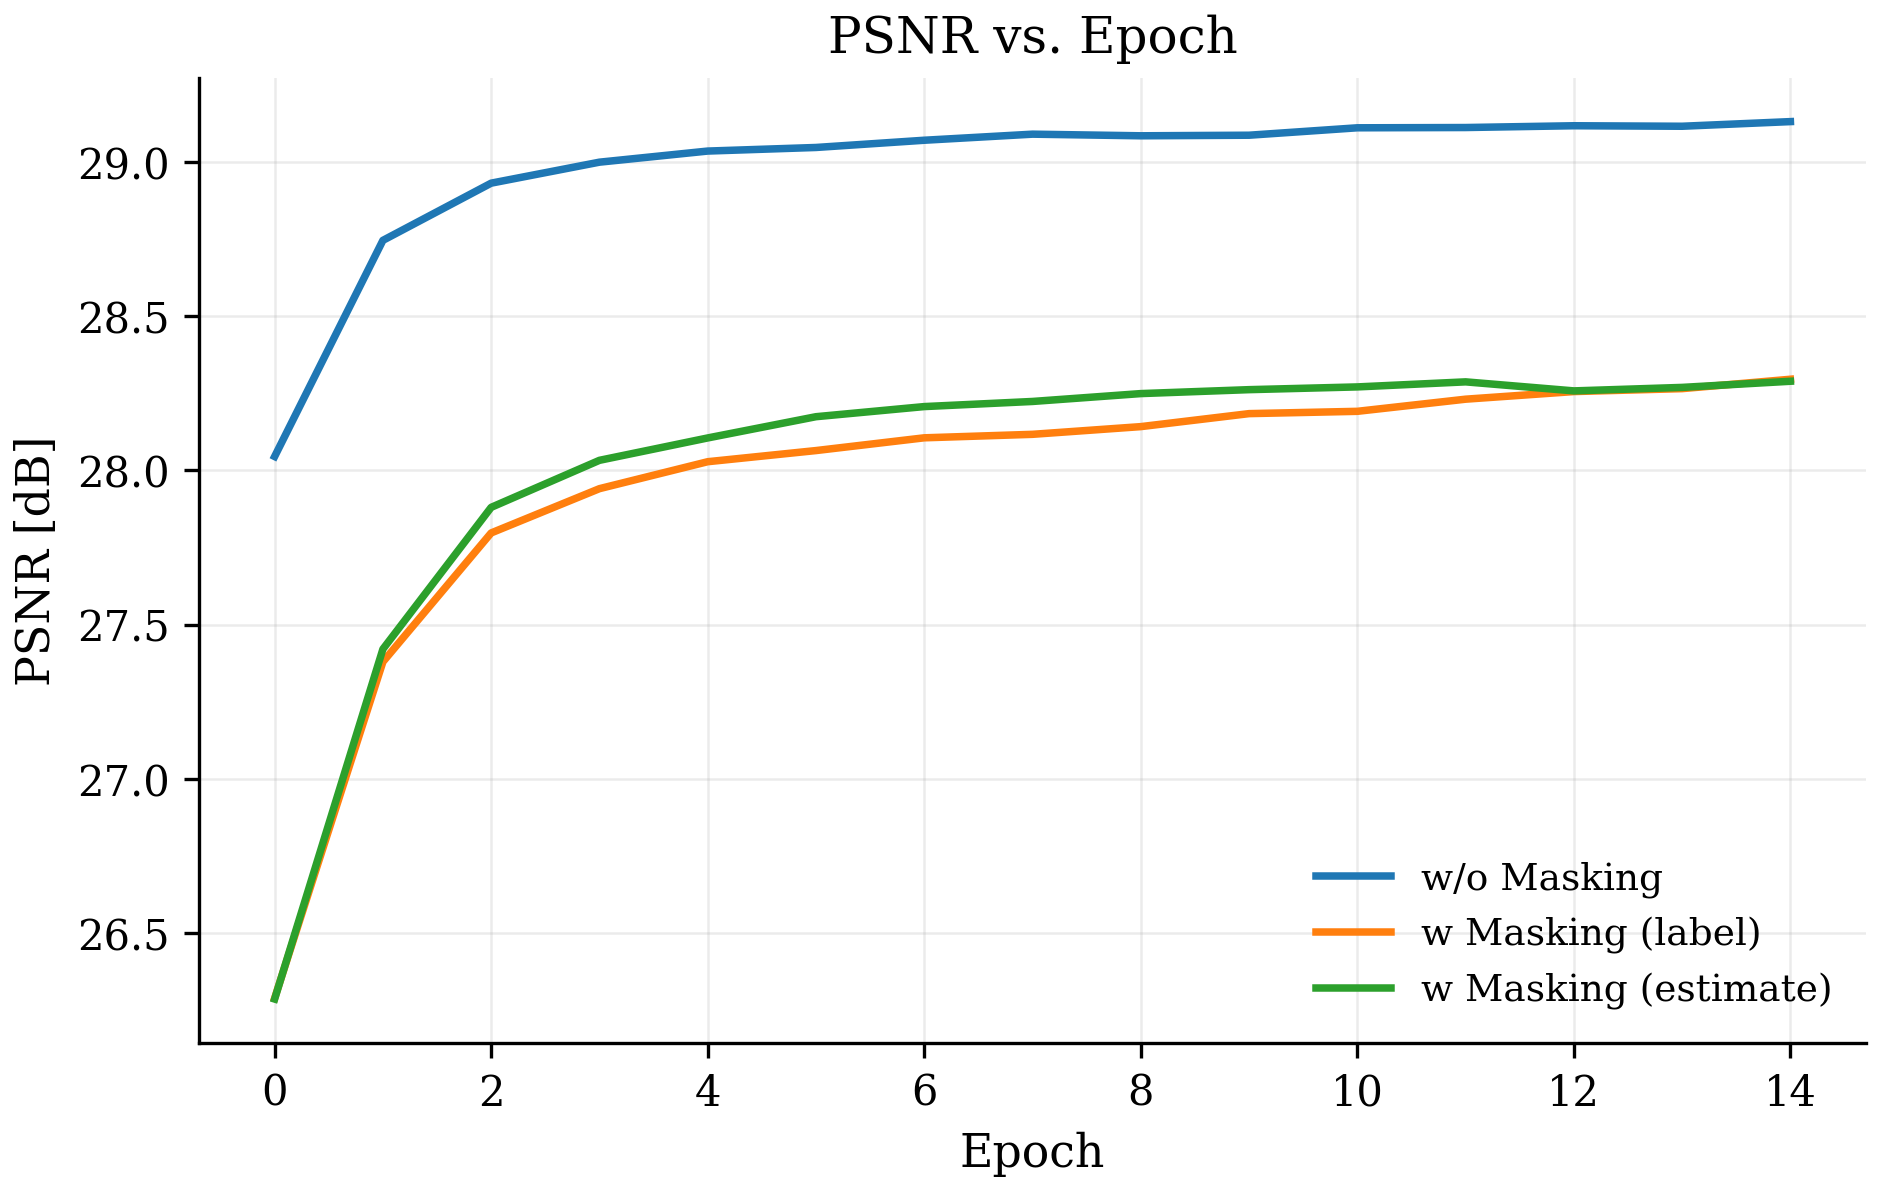 PSNR vs. Epoch
PSNR [dB]
29.0
28.5
28.0
27.5
27.0
26.5
w/o Masking
w Masking (label)
w Masking (estimate)
0 2 4 6 8 10 12 14
Epoch